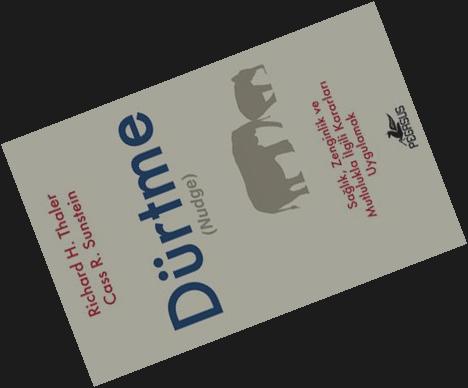 Richard H. Thaler
Cass R. Sunstein
Dürtme
(Nudge)
Sağlık, Zenginlik ve
Mutlulukla İlgili Kararları
Uygulamak
PEGASUS